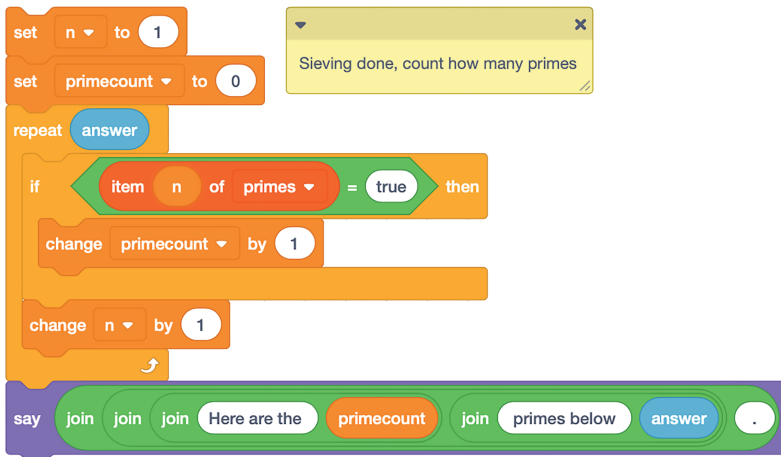 set n to 1
Sieving done, count how many primes
set primecount to 0
repeat answer
if item n of primes = true then
change primecount by 1
change n by 1
say join join join Here are the primecount join primes below answer .